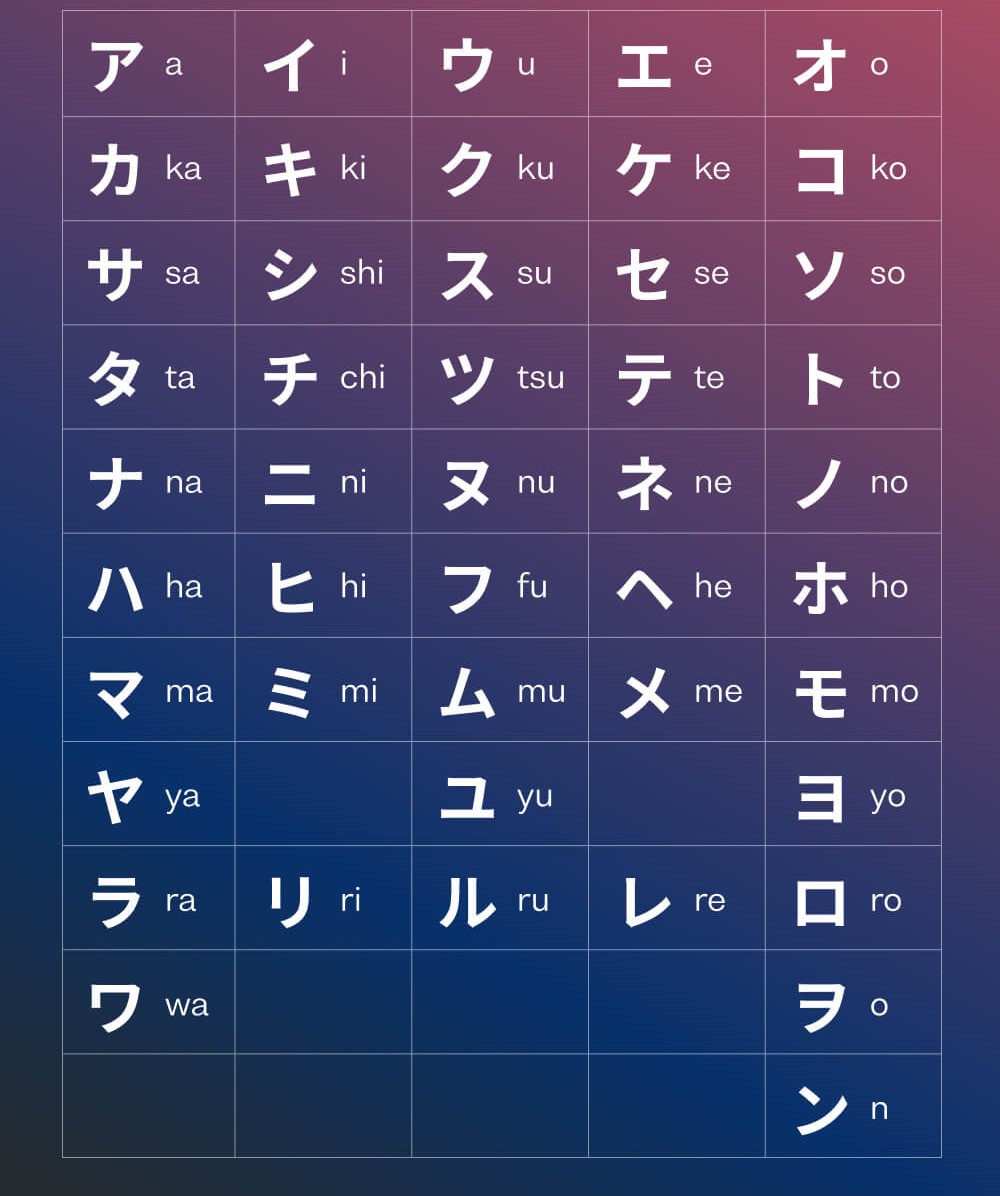 ア a イ i ウ u エ e オ o
カ ka キ ki ク ku ケ ke コ ko
サ sa シ shi ス su セ se ソ so
タ ta チ chi ツ tsu テ te ト to
ナ na ニ ni ヌ nu ネ ne ノ no
ハ ha ヒ hi フ fu ヘ he ホ ho
マ ma ミ mi ム mu メ me モ mo
ヤ ya ユ yu ヨ yo
ラ ra リ ri ル ru レ re ロ ro
ワ wa ヲ o
ン n